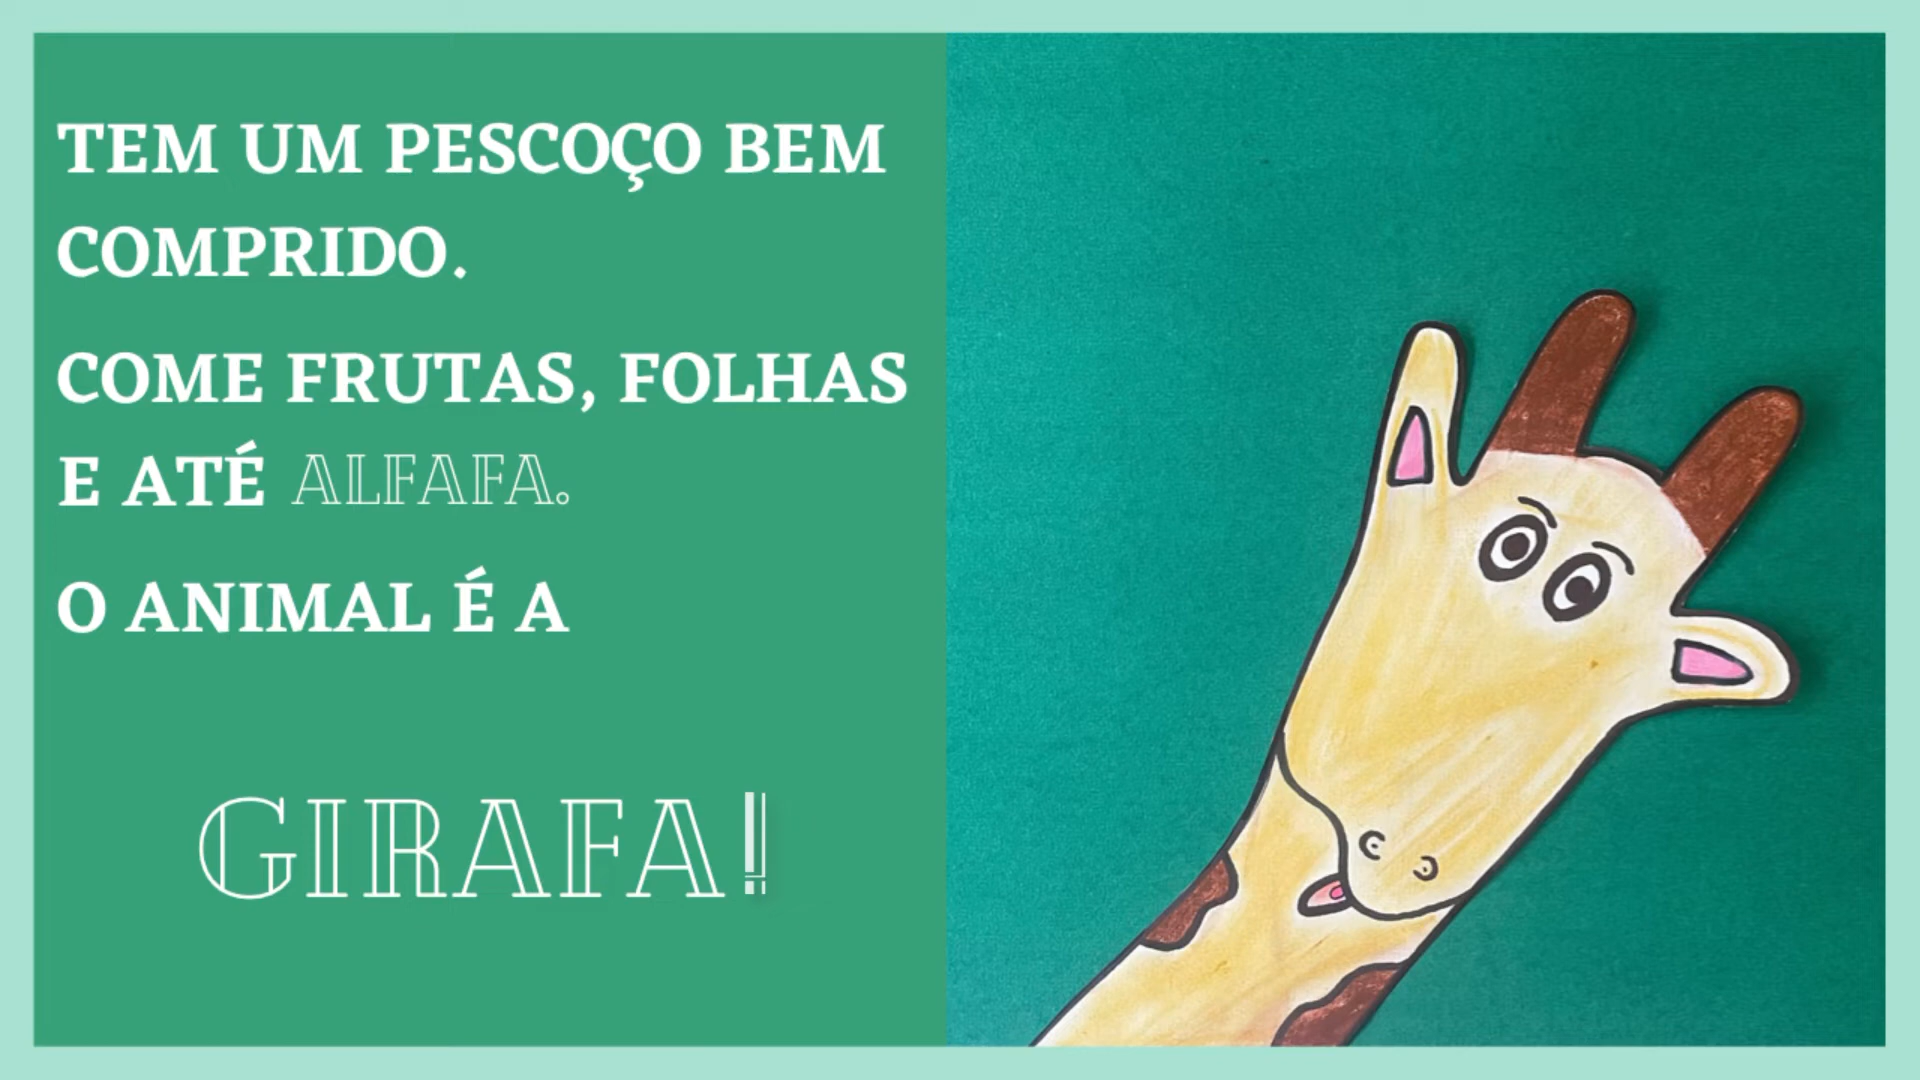 TEM UM PESCOÇO BEM
COMPRIDO.
COME FRUTAS, FOLHAS
E ATÉ ALFAFA.
O ANIMAL É A
GIRAFA!